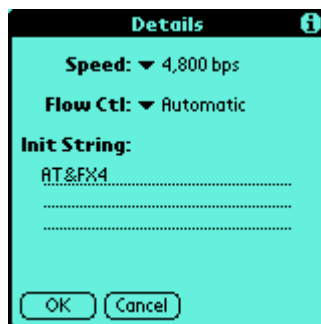 Details
Speed: 4,800 bps
Flow Ctl: Automatic
Init String:
AT&FX4
OK Cancel